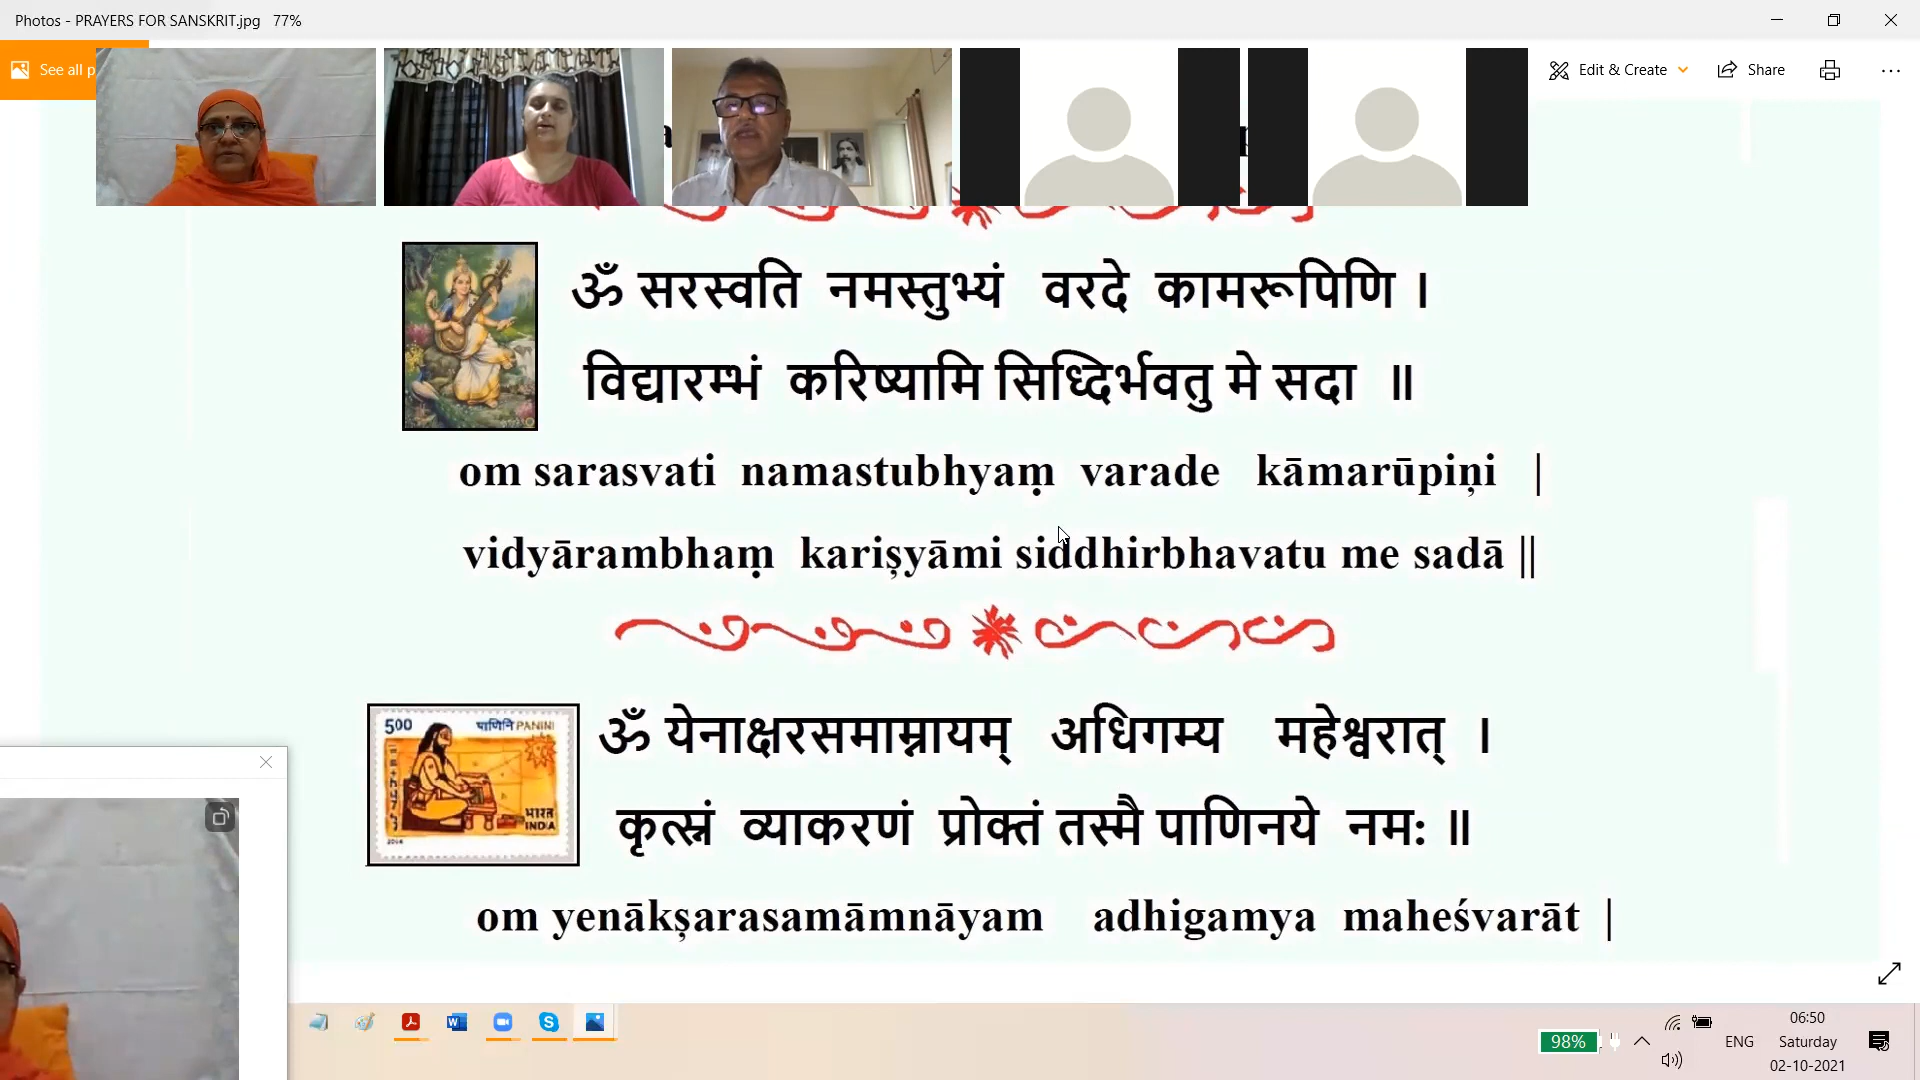 Photos - PRAYERS FOR SANSKRIT.jpg 77%
See all p
Edit & Create
Share
ॐ सरस्वति नमस्तुभ्यं वरदे कामरूपिणि ।
विद्यारम्भं करिष्यामि सिध्दिर्भवतु मे सदा ॥
om sarasvati namastubhyaṃ varade kāmarūpiṇi |
vidyārambhaṃ kariṣyāmi siddhirbhavatu me sadā ||
5.00 पाणिनि PANINI
भारत
INDIA
ॐ येनाक्षरसमाम्नायम् अधिगम्य महेश्वरात् ।
कृत्स्नं व्याकरणं प्रोक्तं तस्मै पाणिनये नमः ॥
om yenākṣarasamāmnāyam adhigamya maheśvarāt |
98%
ENG
06:50
Saturday
02-10-2021